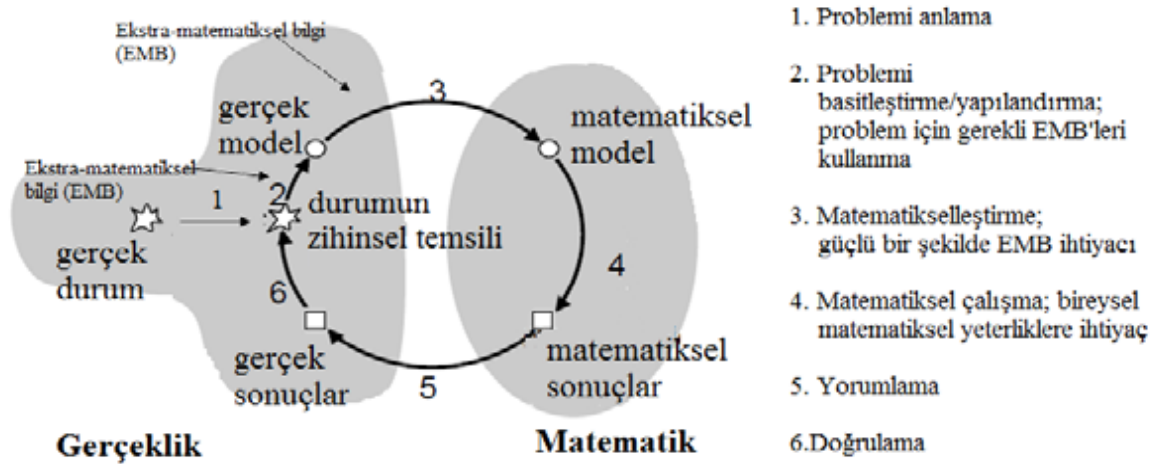 Ekstra-matematiksel bilgi
(EMB)
3
gerçek
model
matematiksel
model
Ekstra-matematiksel
bilgi (EMB)
2
1
durumun
zihinsel temsili
gerçek
durum
6
4
gerçek
sonuçlar
matematiksel
sonuçlar
5
Gerçeklik
Matematik
1. Problemi anlama
2. Problemi
basitleştirme/yapılandırma;
problem için gerekli EMB'leri
kullanma
3. Matematikselleştirme;
güçlü bir şekilde EMB ihtiyacı
4. Matematiksel çalışma; bireysel
matematiksel yeterliklere ihtiyaç
5. Yorumlama
6.Doğrulama